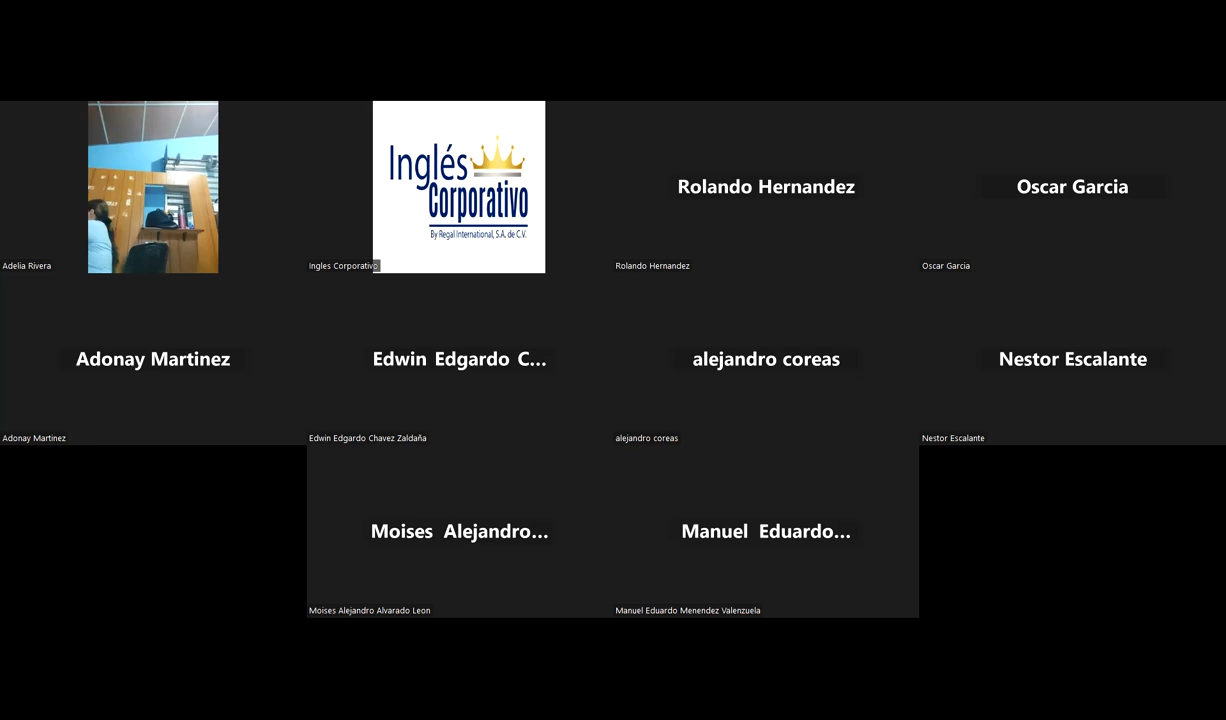 Inglés
Corporativo
By Regal International, S.A. de C.V.
Rolando Hernandez
Oscar Garcia
Adelia Rivera
Ingles Corporativo
Rolando Hernandez
Oscar Garcia
Adonay Martinez
Edwin Edgardo C...
alejandro coreas
Nestor Escalante
Adonay Martinez
Edwin Edgardo Chavez Zaldaña
alejandro coreas
Nestor Escalante
Moises Alejandro...
Manuel Eduardo...
Moises Alejandro Alvarado Leon
Manuel Eduardo Menendez Valenzuela